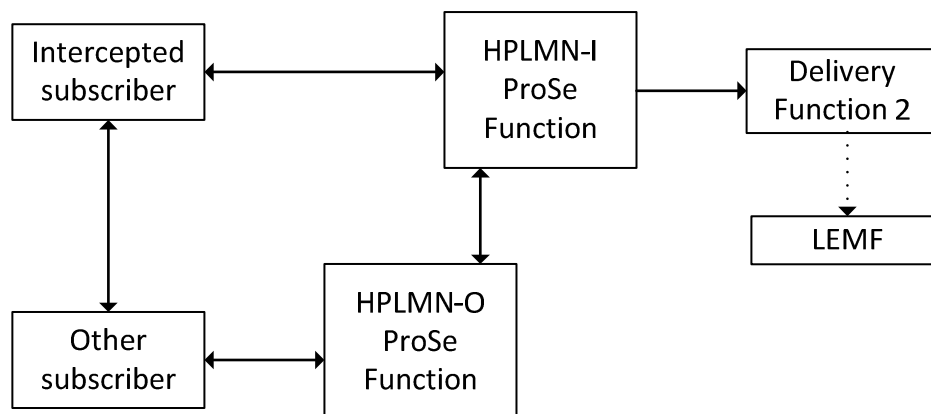 Intercepted
subscriber
HPLMN-I
ProSe
Function
Delivery
Function 2
LEMF
HPLMN-O
ProSe
Function
Other
subscriber